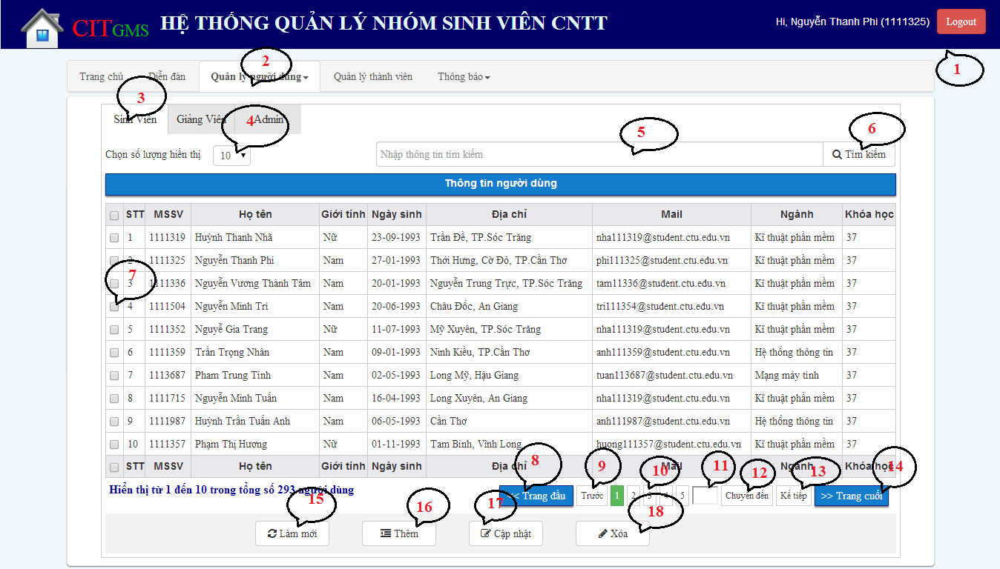 CITGMS HỆ THỐNG QUẢN LÝ NHÓM SINH VIÊN CNTT Hi, Nguyễn Thanh Phi (1111325) Logout
1
2
Trang chủ Diễn đàn Quản lý người dùng Quản lý thành viên Thông báo
3
Sinh Viên Giảng Viên 4 Admin
5
6
Chọn số lượng hiển thị 10 Nhập thông tin tìm kiếm Tìm kiếm
Thông tin người dùng
STT MSSV Họ tên Giới tính Ngày sinh Địa chỉ Mail Ngành Khóa học
1 1111319 Huỳnh Thanh Nhã Nữ 23-09-1993 Trần Đề, TP.Sóc Trăng nha111319@student.ctu.edu.vn Kĩ thuật phần mềm 37
2 1111325 Nguyễn Thanh Phi Nam 27-01-1993 Thới Hưng, Cờ Đỏ, TP.Cần Thơ phi111325@student.ctu.edu.vn Kĩ thuật phần mềm 37
7
3 1111336 Nguyễn Vương Thành Tâm Nam 20-01-1993 Nguyễn Trung Trực, TP.Sóc Trăng tam11336@student.ctu.edu.vn Kĩ thuật phần mềm 37
4 1111504 Nguyễn Minh Trí Nam 20-06-1993 Châu Đốc, An Giang tri111354@student.ctu.edu.vn Kĩ thuật phần mềm 37
5 1111352 Nguyễ Gia Trang Nữ 11-07-1993 Mỹ Xuyên, TP.Sóc Trăng nha111319@student.ctu.edu.vn Kĩ thuật phần mềm 37
6 1111359 Trần Trọng Nhân Nam 09-01-1993 Ninh Kiều, TP.Cần Thơ anh111359@student.ctu.edu.vn Hệ thống thông tin 37
7 1113687 Pham Trung Tính Nam 02-05-1993 Long Mỹ, Hậu Giang tuan113687@student.ctu.edu.vn Mạng máy tính 37
8 1111715 Nguyễn Minh Tuấn Nam 16-04-1993 Long Xuyên, An Giang nha111319@student.ctu.edu.vn Kĩ thuật phần mềm 37
9 1111987 Huỳnh Trần Tuấn Anh Nam 06-05-1993 Cần Thơ anh111987@student.ctu.edu.vn Hệ thống thông tin 37
10 1111357 Phạm Thị Hương Nữ 01-11-1993 Tam Bình, Vĩnh Long huong111357@student.ctu.edu.vn Kĩ thuật phần mềm 37
STT MSSV Họ tên Giới tính Ngày sinh Địa chỉ Mail Ngành Khóa học
8 9 10 11 12 13 14
Hiển thị từ 1 đến 10 trong tổng số 293 người dùng << Trang đầu Trước 1 2 3 4 5 Chuyển đến Kế tiếp >> Trang cuối
15 16 17 18
Làm mới Thêm Cập nhật Xóa